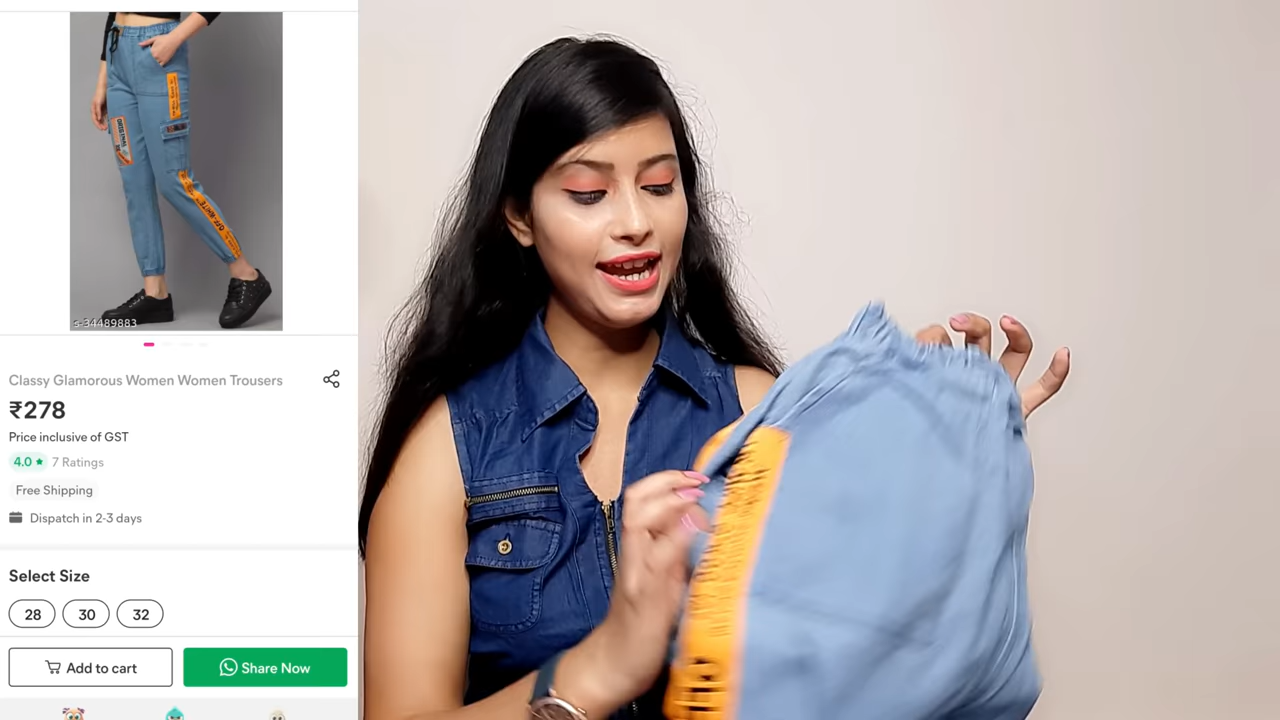 s-34489883
Classy Glamorous Women Women Trousers
₹278
Price inclusive of GST
4.0 ★ 7 Ratings
Free Shipping
Dispatch in 2-3 days
Select Size
28 30 32
Add to cart Share Now